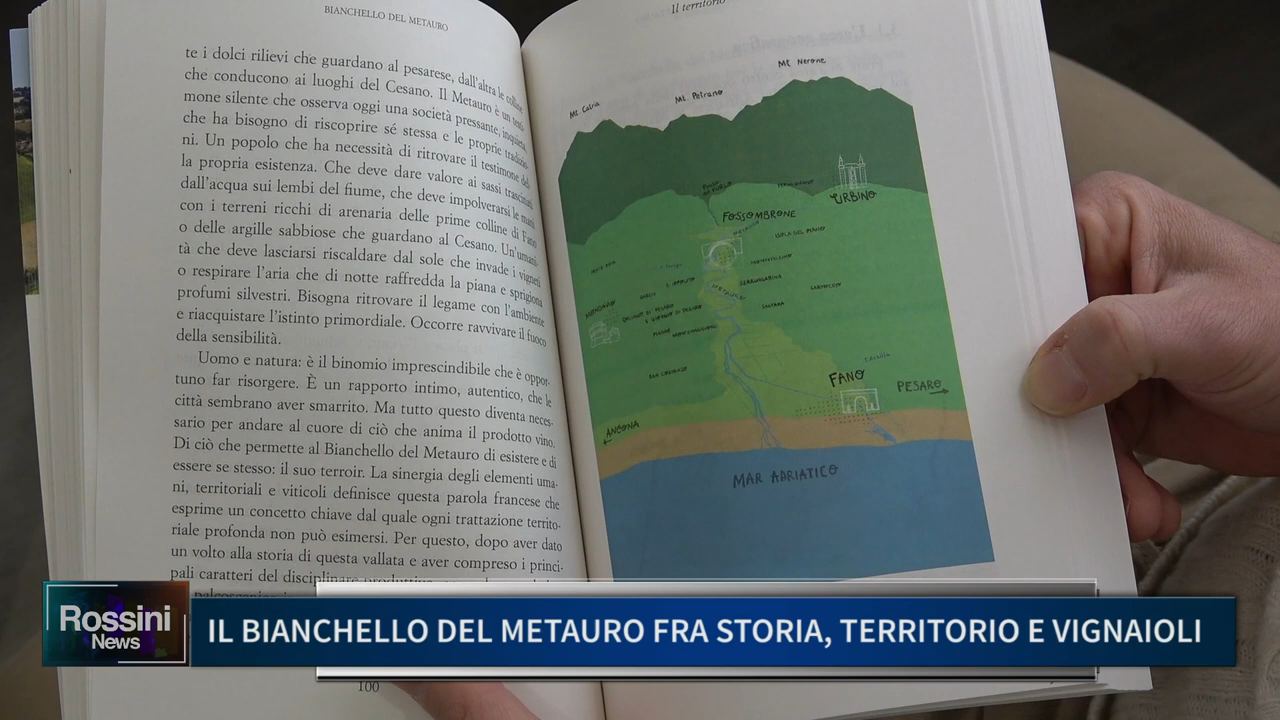 BIANCHELLO DEL METAURO
te i dolci rilievi che guardano al pesarese, dall'altra le colline
che conducono ai luoghi del Cesano. Il Metauro è un testi-
mone silente che osserva oggi una società pressante, inquieta,
che ha bisogno di riscoprire sé stessa e le proprie tradizio-
ni. Un popolo che ha necessità di ritrovare il testimone del-
la propria esistenza. Che deve dare valore ai sassi trascinati
dall'acqua sui lembi del fiume, che deve impolverarsi le mani
con i terreni ricchi di arenaria delle prime colline di Fano
o delle argille sabbiose che guardano al Cesano. Un'umani-
tà che deve lasciarsi riscaldare dal sole che invade i vigneti
o respirare l'aria che di notte raffredda la piana e sprigiona
profumi silvestri. Bisogna ritrovare il legame con l'ambiente
e riacquistare l'istinto primordiale. Occorre ravvivare il fuoco
della sensibilità.
Uomo e natura: è il binomio imprescindibile che è oppor-
tuno far risorgere. È un rapporto intimo, autentico, che le
città sembrano aver smarrito. Ma tutto questo diventa neces-
sario per andare al cuore di ciò che anima il prodotto vino.
Di ciò che permette al Bianchello del Metauro di esistere e di
essere se stesso: il suo terroir. La sinergia degli elementi uma-
ni, territoriali e viticoli definisce questa parola francese che
esprime un concetto chiave dal quale ogni trattazione territo-
riale profonda non può esimersi. Per questo, dopo aver dato
un volto alla storia di questa vallata e aver compreso i princi-
pali caratteri del disciplinare
100
Il territorio
Mt. Nerone
Mt. Petrano
Mt. Catria
URBINO
FOSSOMBRONE
ISOLA DEL PIANO
MONTEFELCINO
SERRUNGARINA
SALTARA
MONDAVIO
FANO
PESARO
ANCONA
MAR ADRIATICO
Rossini
News
IL BIANCHELLO DEL METAURO FRA STORIA, TERRITORIO E VIGNAIOLI